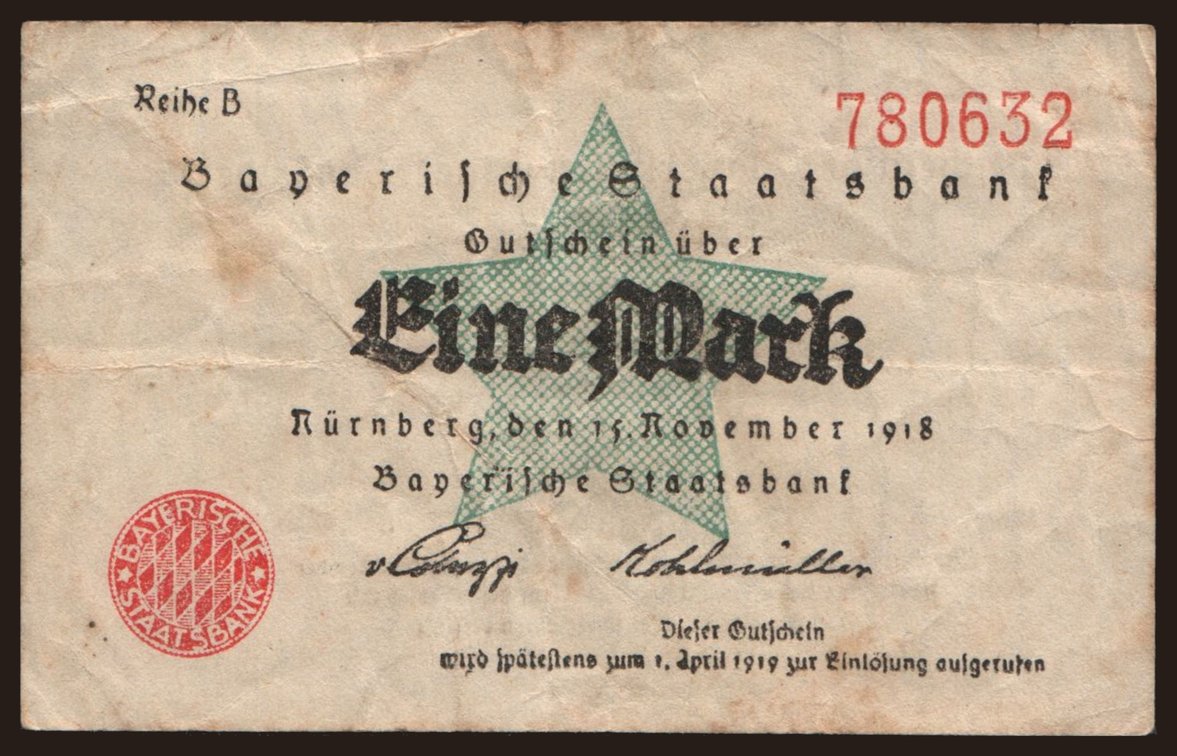 Reihe B
780632
Bayerische Staatsbank
Gutschein über
Eine Mark
Nürnberg, den 15. November 1918
Bayerische Staatsbank
Kohlmüller
BAYERISCHE STAATSBANK
Dieser Gutschein
wird spätestens zum 1. April 1919 zur Einlösung aufgerufen